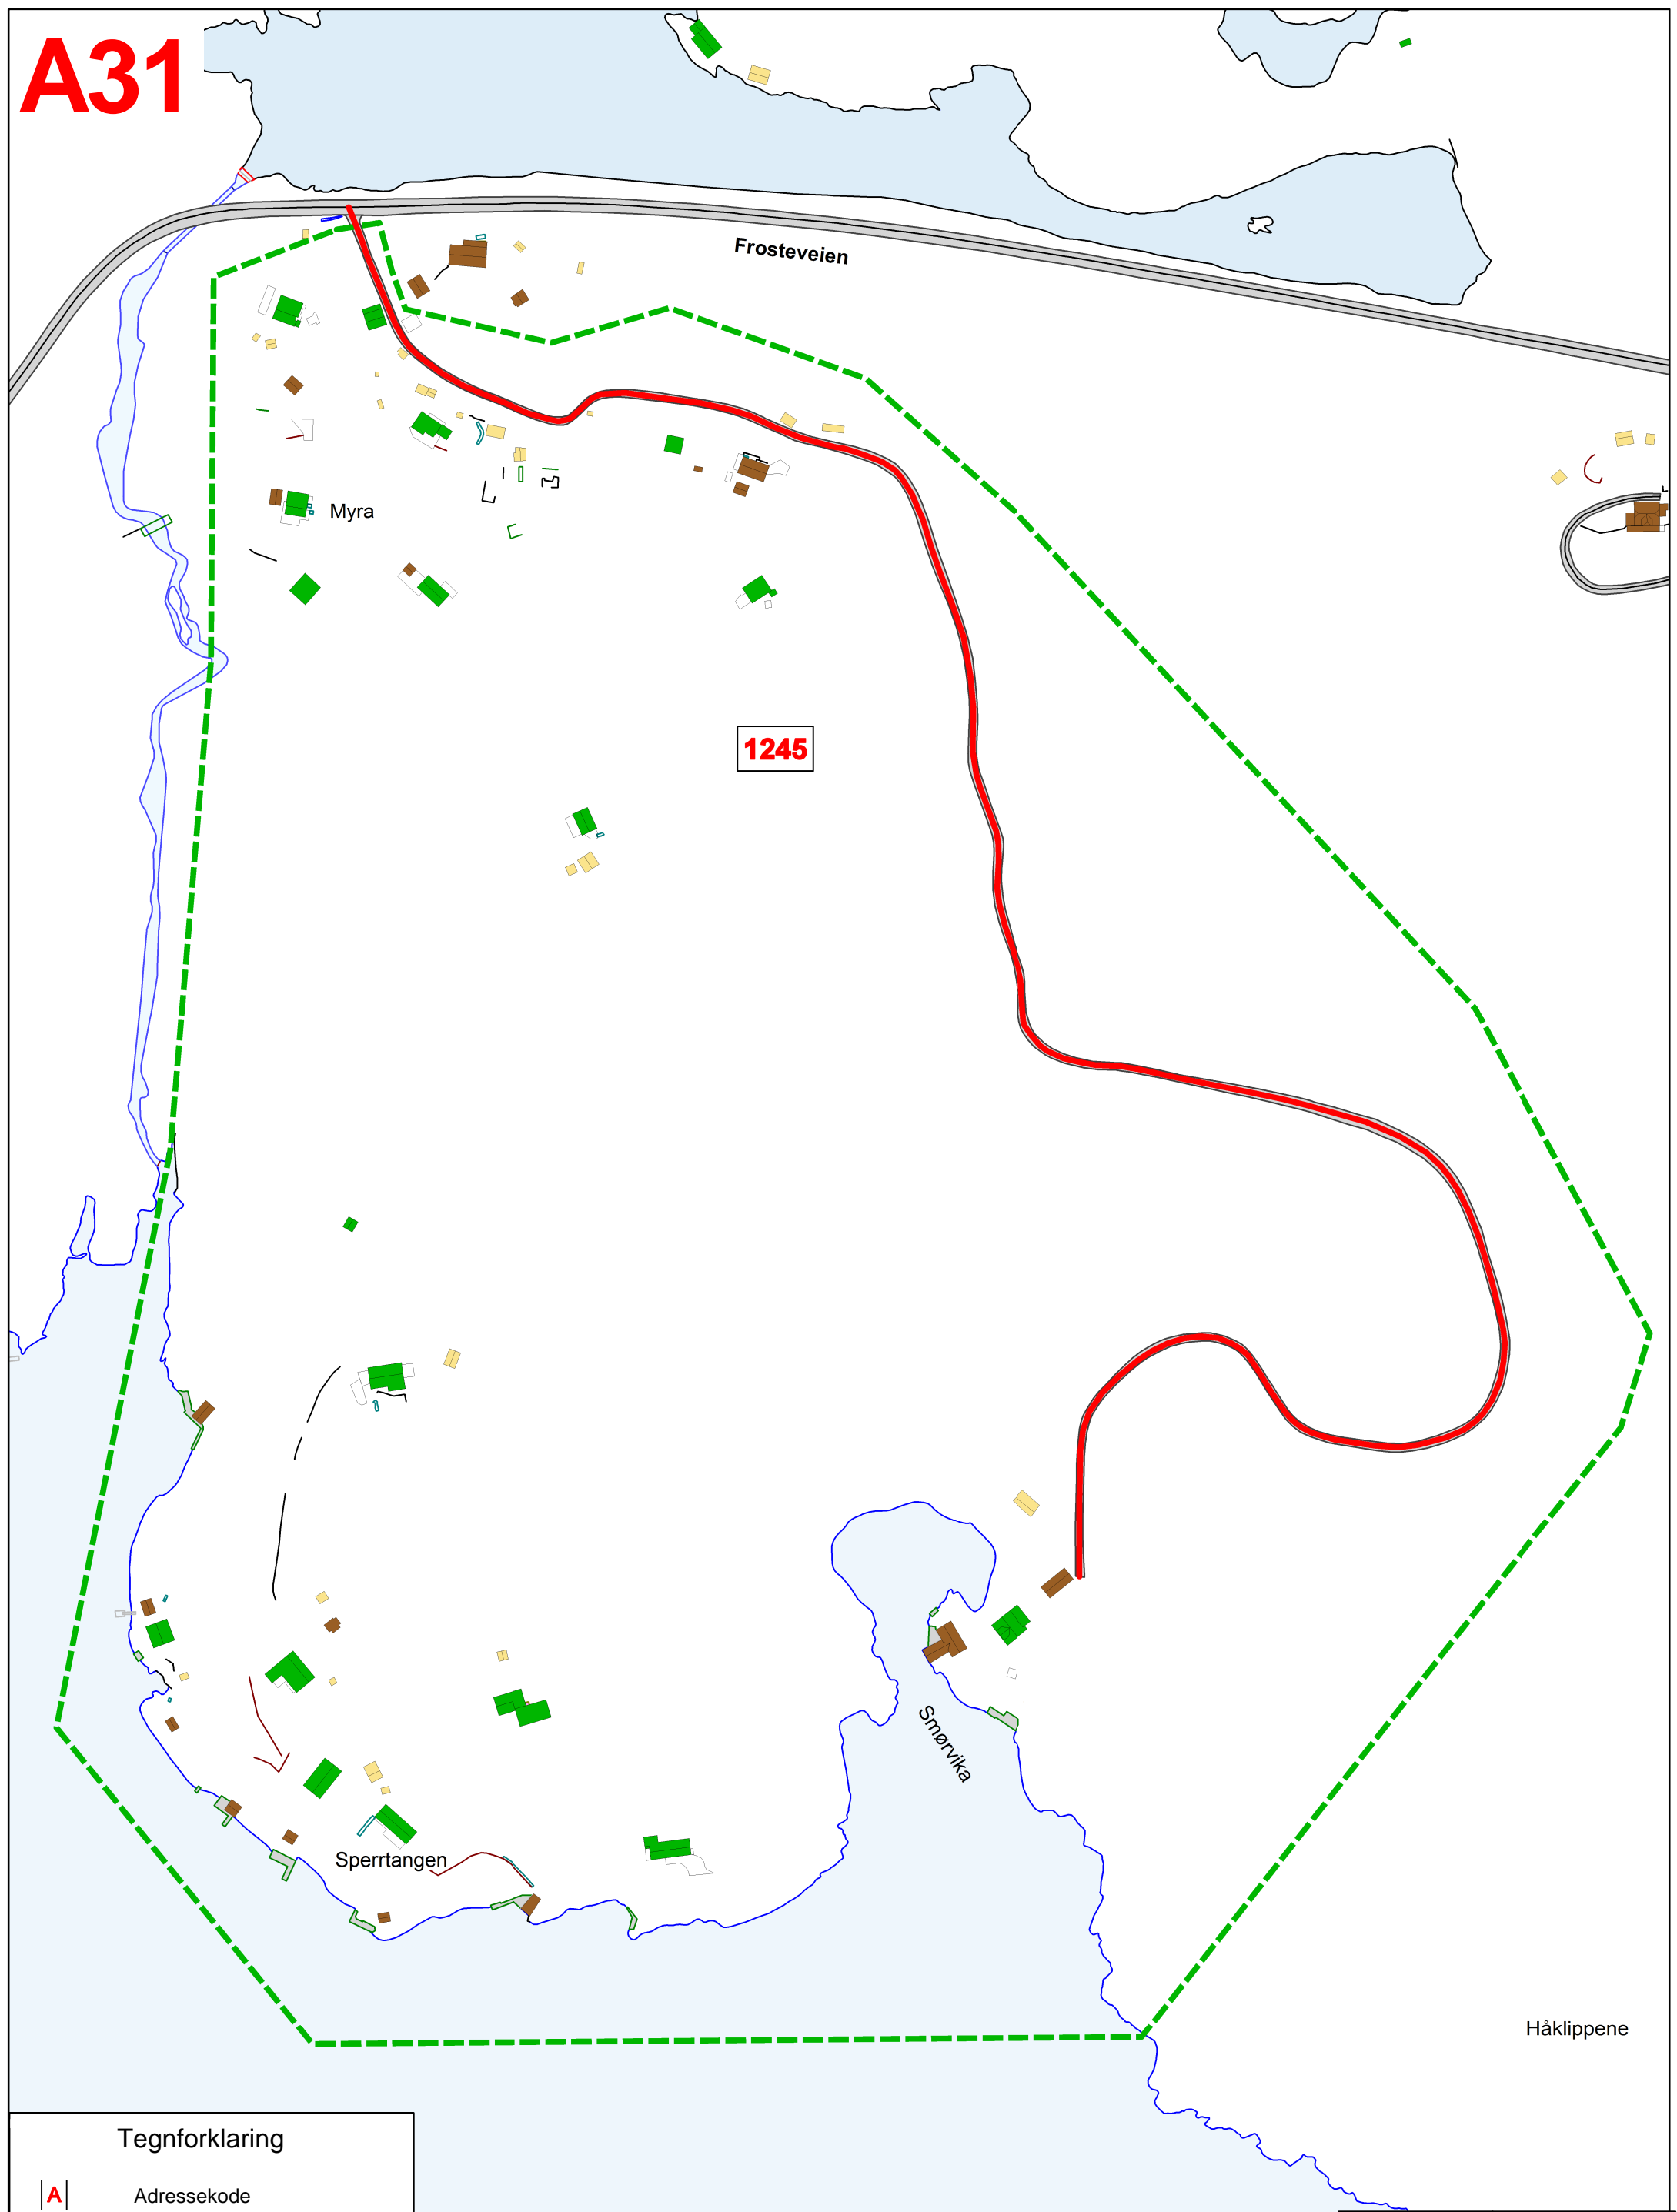 A31
Frosteveien
Myra
1245
Smørvika
Sperrtangen
Håklippene
Tegnforklaring
A Adressekode